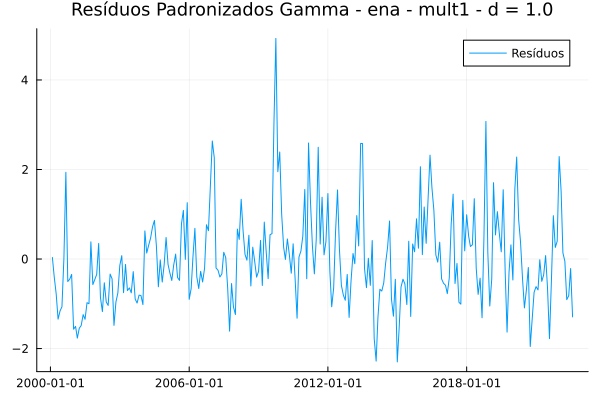 Resíduos Padronizados Gamma - ena - mult1 - d = 1.0
Resíduos
4
2
0
−2
2000-01-01 2006-01-01 2012-01-01 2018-01-01